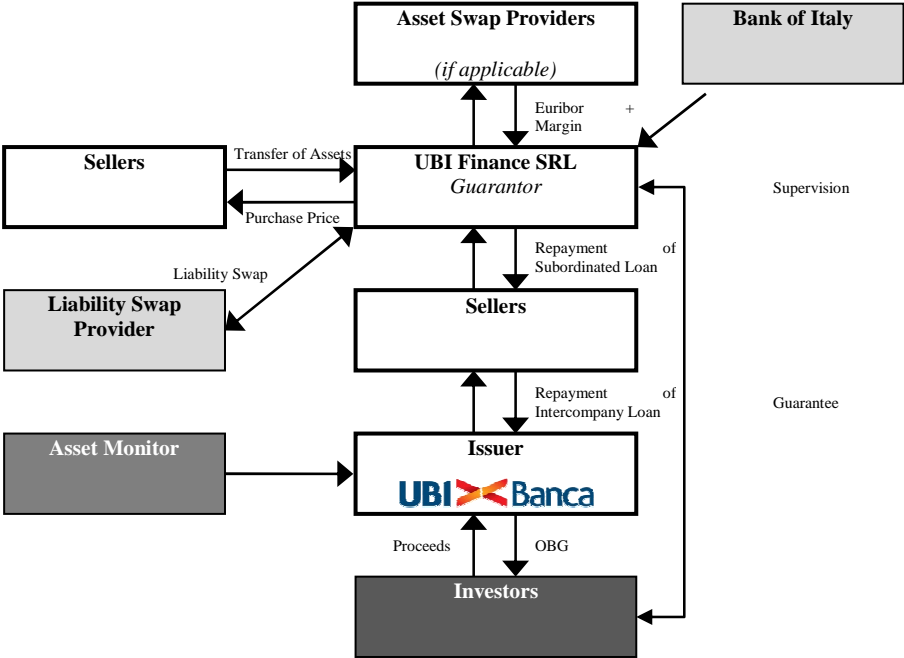 Asset Swap Providers
(if applicable)
Bank of Italy
Euribor +
Margin
Sellers
Transfer of Assets
UBI Finance SRL
Guarantor
Supervision
Purchase Price
Repayment of
Subordinated Loan
Liability Swap
Liability Swap
Provider
Sellers
Repayment of
Intercompany Loan
Guarantee
Asset Monitor
Issuer
UBI Banca
Proceeds
OBG
Investors